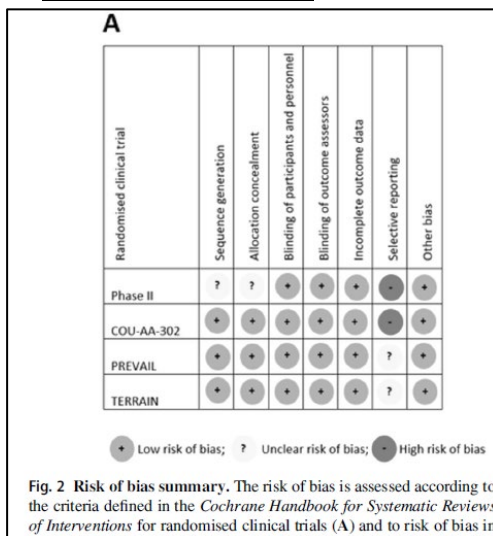 A
Randomised clinical trial
Sequence generation
Allocation concealment
Blinding of participants and personnel
Blinding of outcome assessors
Incomplete outcome data
Selective reporting
Other bias
Phase II ? ? + + + - +
COU-AA-302 + + + + + - +
PREVAIL + + + + + ? +
TERRAIN + + + + + ? +
+ Low risk of bias; ? Unclear risk of bias; - High risk of bias
Fig. 2 Risk of bias summary. The risk of bias is assessed according to
the criteria defined in the Cochrane Handbook for Systematic Reviews
of Interventions for randomised clinical trials (A) and to risk of bias in